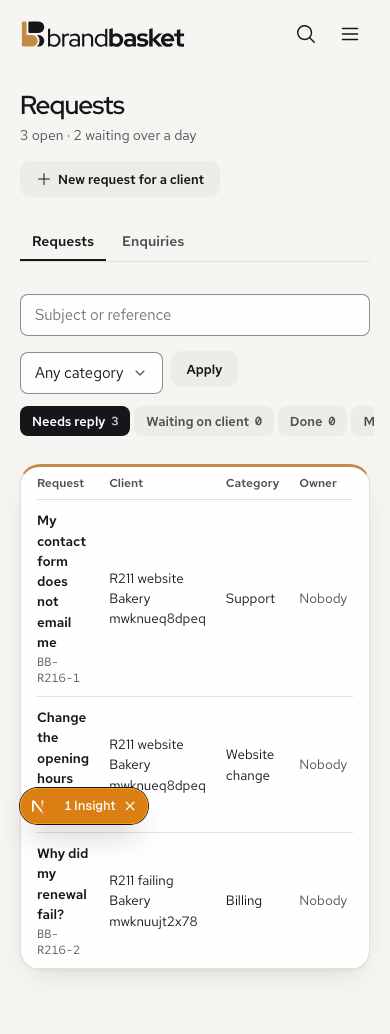 brandbasket
Requests
3 open · 2 waiting over a day
New request for a client
Requests Enquiries
Subject or reference
Any category Apply
Needs reply 3 Waiting on client 0 Done 0 M
Request Client Category Owner
My
contact
form
does
not
email
me
BB-
R216-1
R211 website
Bakery
mwknueq8dpeq
Support
Nobody
Change
the
opening
hours
R211 website
Bakery
mwknueq8dpeq
Website
change
Nobody
1 Insight
Why did
my
renewal
fail?
BB-
R216-2
R211 failing
Bakery
mwknuujt2x78
Billing
Nobody